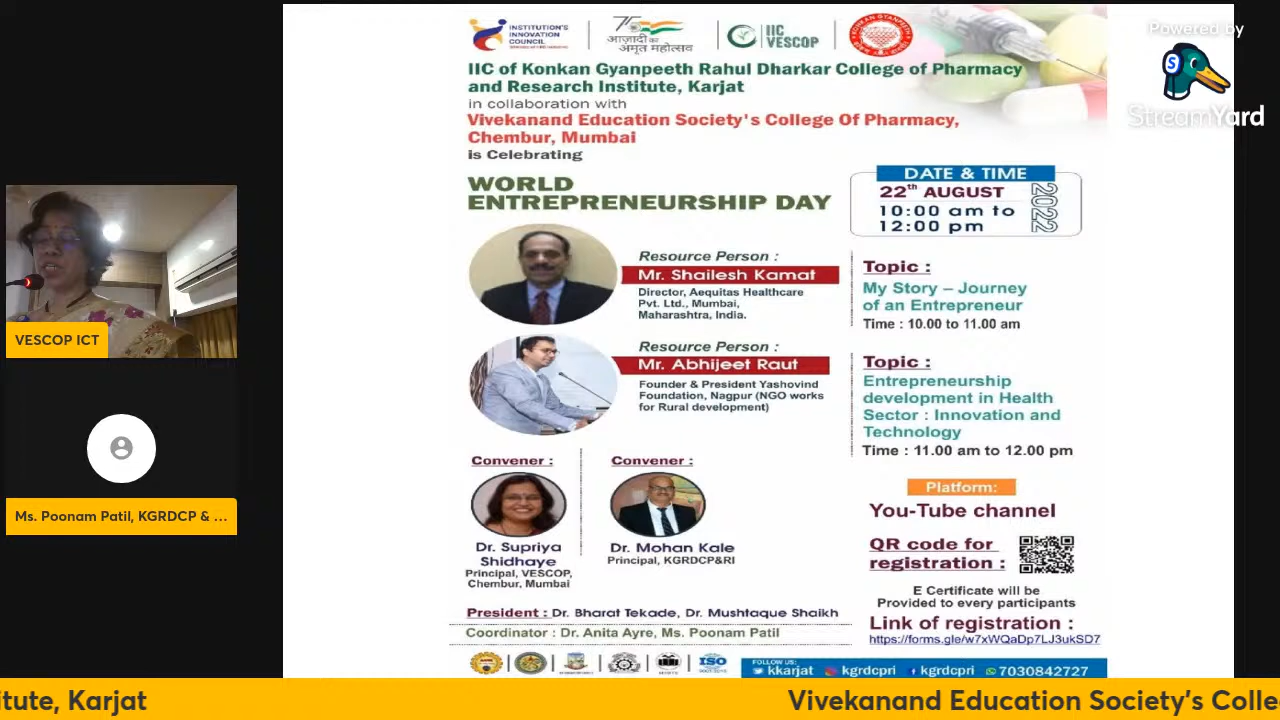 Powered by
StreamYard
INSTITUTION'S
INNOVATION
COUNCIL
आज़ादी का
अमृत महोत्सव
IIC
VESCOP
IIC of Konkan Gyanpeeth Rahul Dharkar College of Pharmacy
and Research Institute, Karjat
in collaboration with
Vivekanand Education Society's College Of Pharmacy,
Chembur, Mumbai
is Celebrating
WORLD
ENTREPRENEURSHIP DAY
DATE & TIME
22th AUGUST
2022
10:00 am to
12:00 pm
Resource Person :
Mr. Shailesh Kamat
Director, Aequitas Healthcare
Pvt. Ltd., Mumbai,
Maharashtra, India.
Topic :
My Story – Journey
of an Entrepreneur
Time : 10.00 to 11.00 am
Resource Person :
Mr. Abhijeet Raut
Founder & President Yashovind
Foundation, Nagpur (NGO works
for Rural development)
Topic :
Entrepreneurship
development in Health
Sector : Innovation and
Technology
Time : 11.00 am to 12.00 pm
Convener :
Dr. Supriya
Shidhaye
Principal, VESCOP,
Chembur, Mumbai
Convener :
Dr. Mohan Kale
Principal, KGRDCP&RI
Platform:
You-Tube channel
QR code for
registration :
E Certificate will be
Provided to every participants
Link of registration :
https://forms.gle/w7xWQaDp7LJ3ukSD7
President : Dr. Bharat Tekade, Dr. Mushtaque Shaikh
Coordinator : Dr. Anita Ayre, Ms. Poonam Patil
ISO
FOLLOW US:
kkarjat kgrdcpri kgrdcpri 7030842727
VESCOP ICT
Ms. Poonam Patil, KGRDCP & ...
itute, Karjat
Vivekanand Education Society's Colle